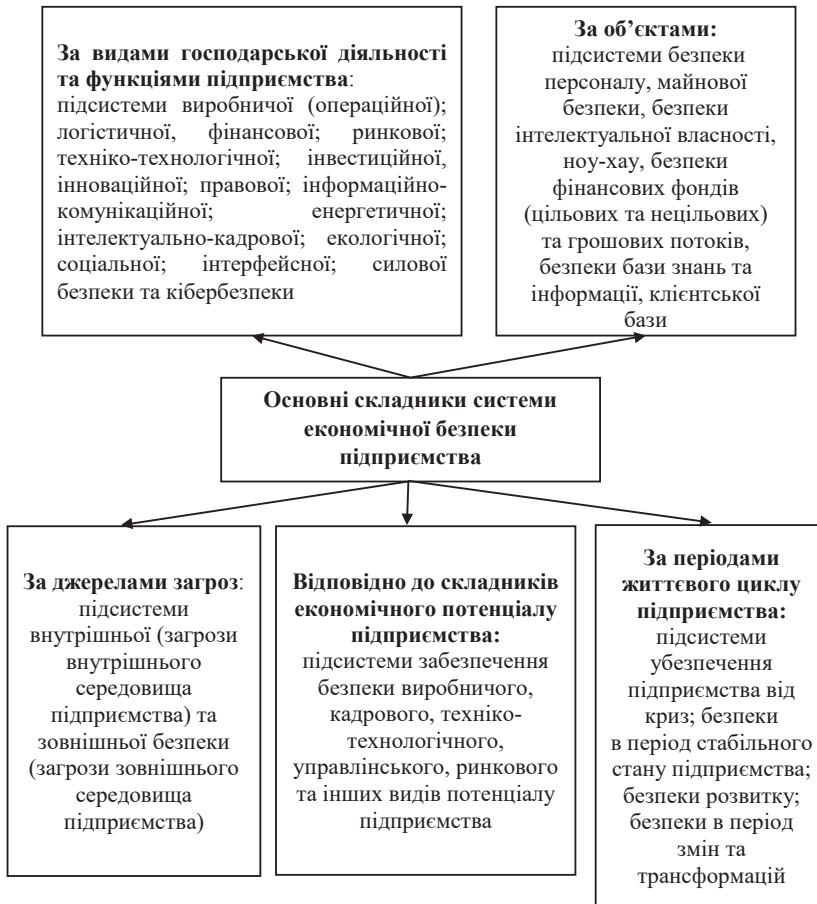 За видами господарської діяльності
та функціями підприємства:
підсистеми виробничої (операційної);
логістичної, фінансової; ринкової;
техніко-технологічної; інвестиційної,
інноваційної; правової; інформаційно-
комунікаційної; енергетичної;
інтелектуально-кадрової; екологічної;
соціальної; інтерфейсної; силової
безпеки та кібербезпеки
За об’єктами:
підсистеми безпеки
персоналу, майнової
безпеки, безпеки
інтелектуальної власності,
ноу-хау, безпеки
фінансових фондів
(цільових та нецільових)
та грошових потоків,
безпеки бази знань та
інформації, клієнтської
бази
Основні складники системи
економічної безпеки
підприємства
За джерелами загроз:
підсистеми
внутрішньої (загрози
внутрішнього
середовища
підприємства) та
зовнішньої безпеки
(загрози зовнішнього
середовища
підприємства)
Відповідно до складників
економічного потенціалу
підприємства:
підсистеми забезпечення
безпеки виробничого,
кадрового, техніко-
технологічного,
управлінського, ринкового
та інших видів потенціалу
підприємства
За періодами
життєвого циклу
підприємства:
підсистеми
убезпечення
підприємства від
криз; безпеки
в період стабільного
стану підприємства;
безпеки розвитку;
безпеки в період
змін та
трансформацій